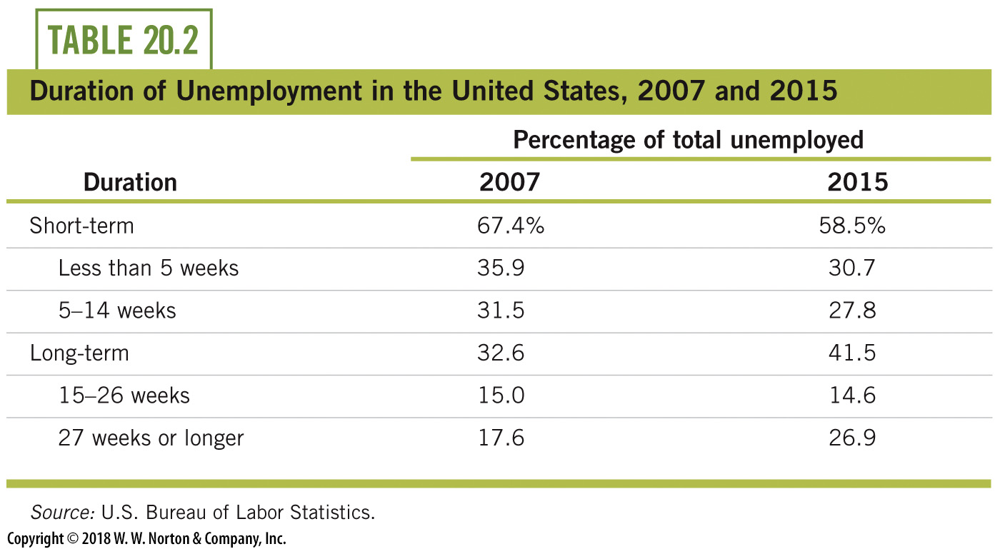 TABLE 20.2
Duration of Unemployment in the United States, 2007 and 2015
Percentage of total unemployed
Duration 2007 2015
Short-term 67.4% 58.5%
Less than 5 weeks 35.9 30.7
5–14 weeks 31.5 27.8
Long-term 32.6 41.5
15–26 weeks 15.0 14.6
27 weeks or longer 17.6 26.9
Source: U.S. Bureau of Labor Statistics.
Copyright © 2018 W. W. Norton & Company, Inc.